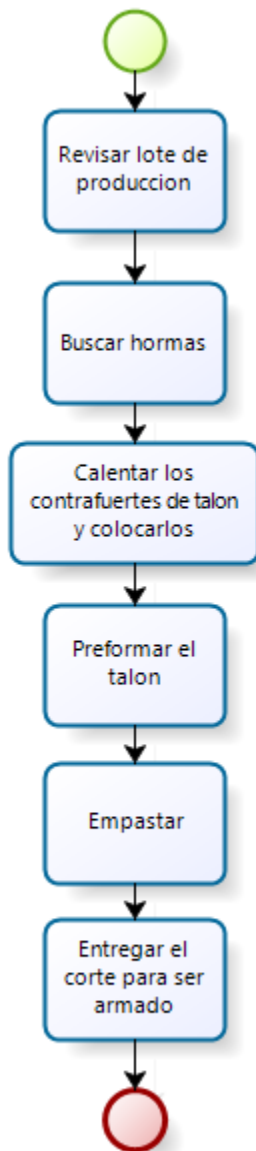 Revisar lote de
produccion
Buscar hormas
Calentar los
contrafuertes de talon
y colocarlos
Preformar el
talon
Empastar
Entregar el
corte para ser
armado